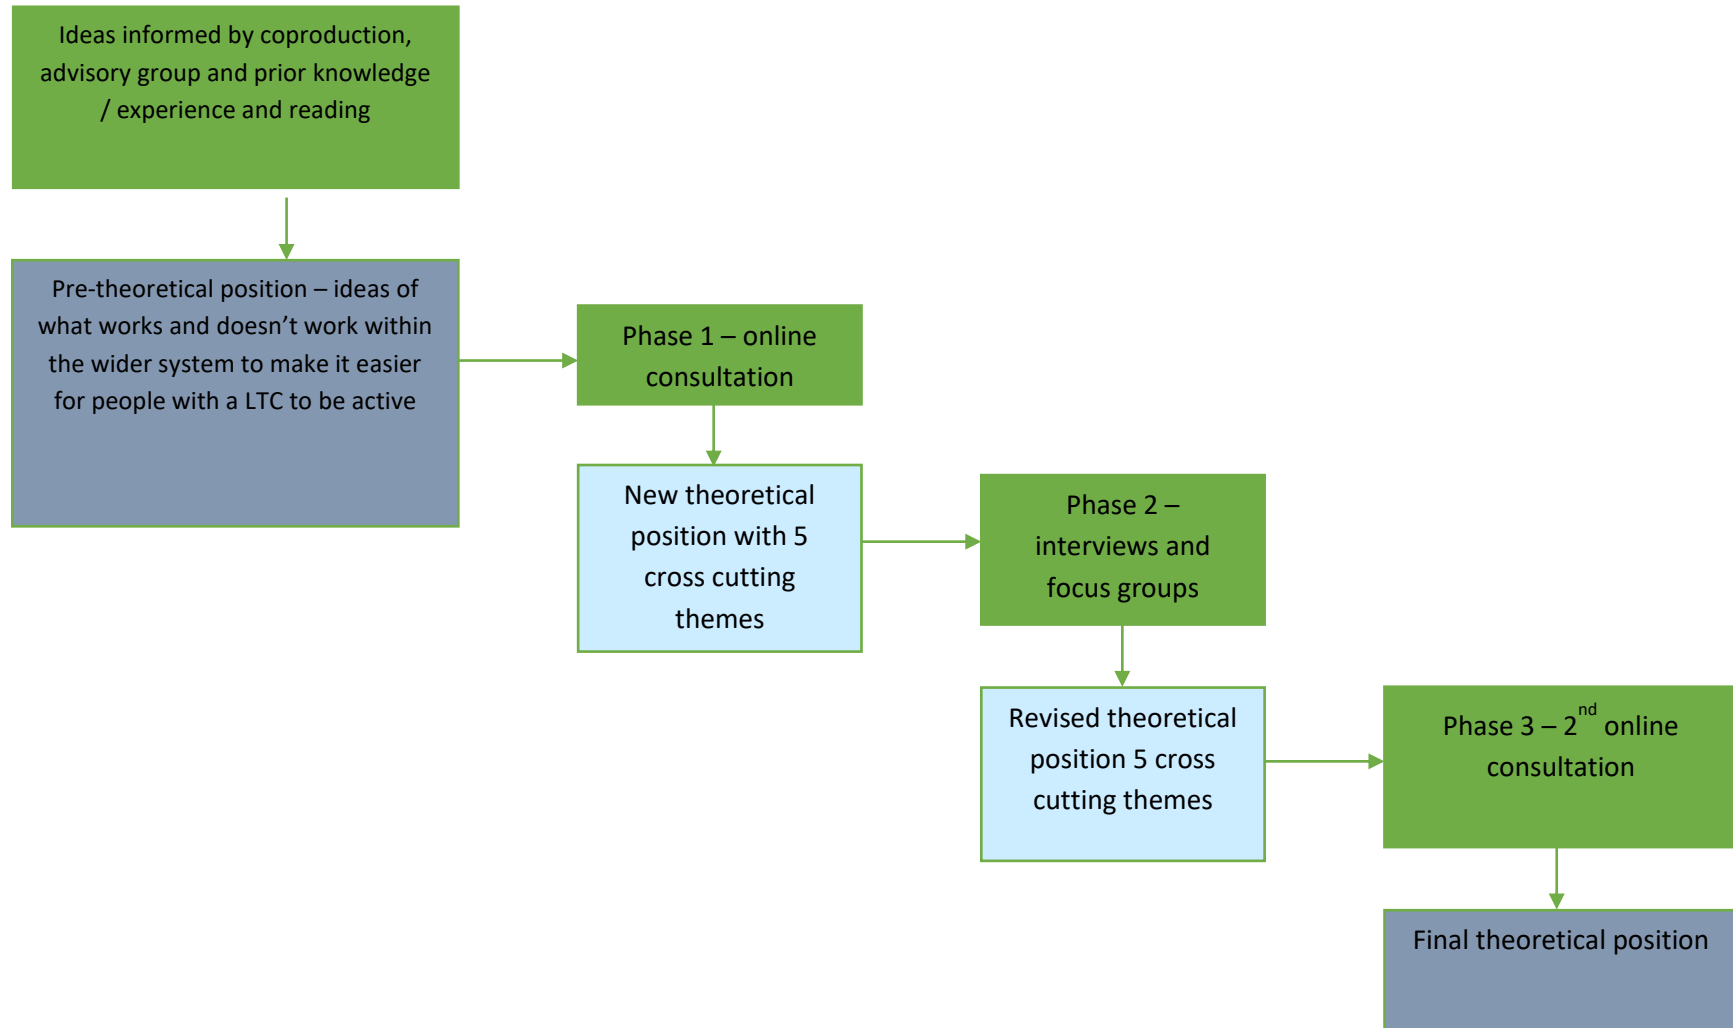 Ideas informed by coproduction,
advisory group and prior knowledge
/ experience and reading
Pre-theoretical position – ideas of
what works and doesn’t work within
the wider system to make it easier
for people with a LTC to be active
Phase 1 – online
consultation
New theoretical
position with 5
cross cutting
themes
Phase 2 –
interviews and
focus groups
Revised theoretical
position 5 cross
cutting themes
Phase 3 – 2nd online
consultation
Final theoretical position